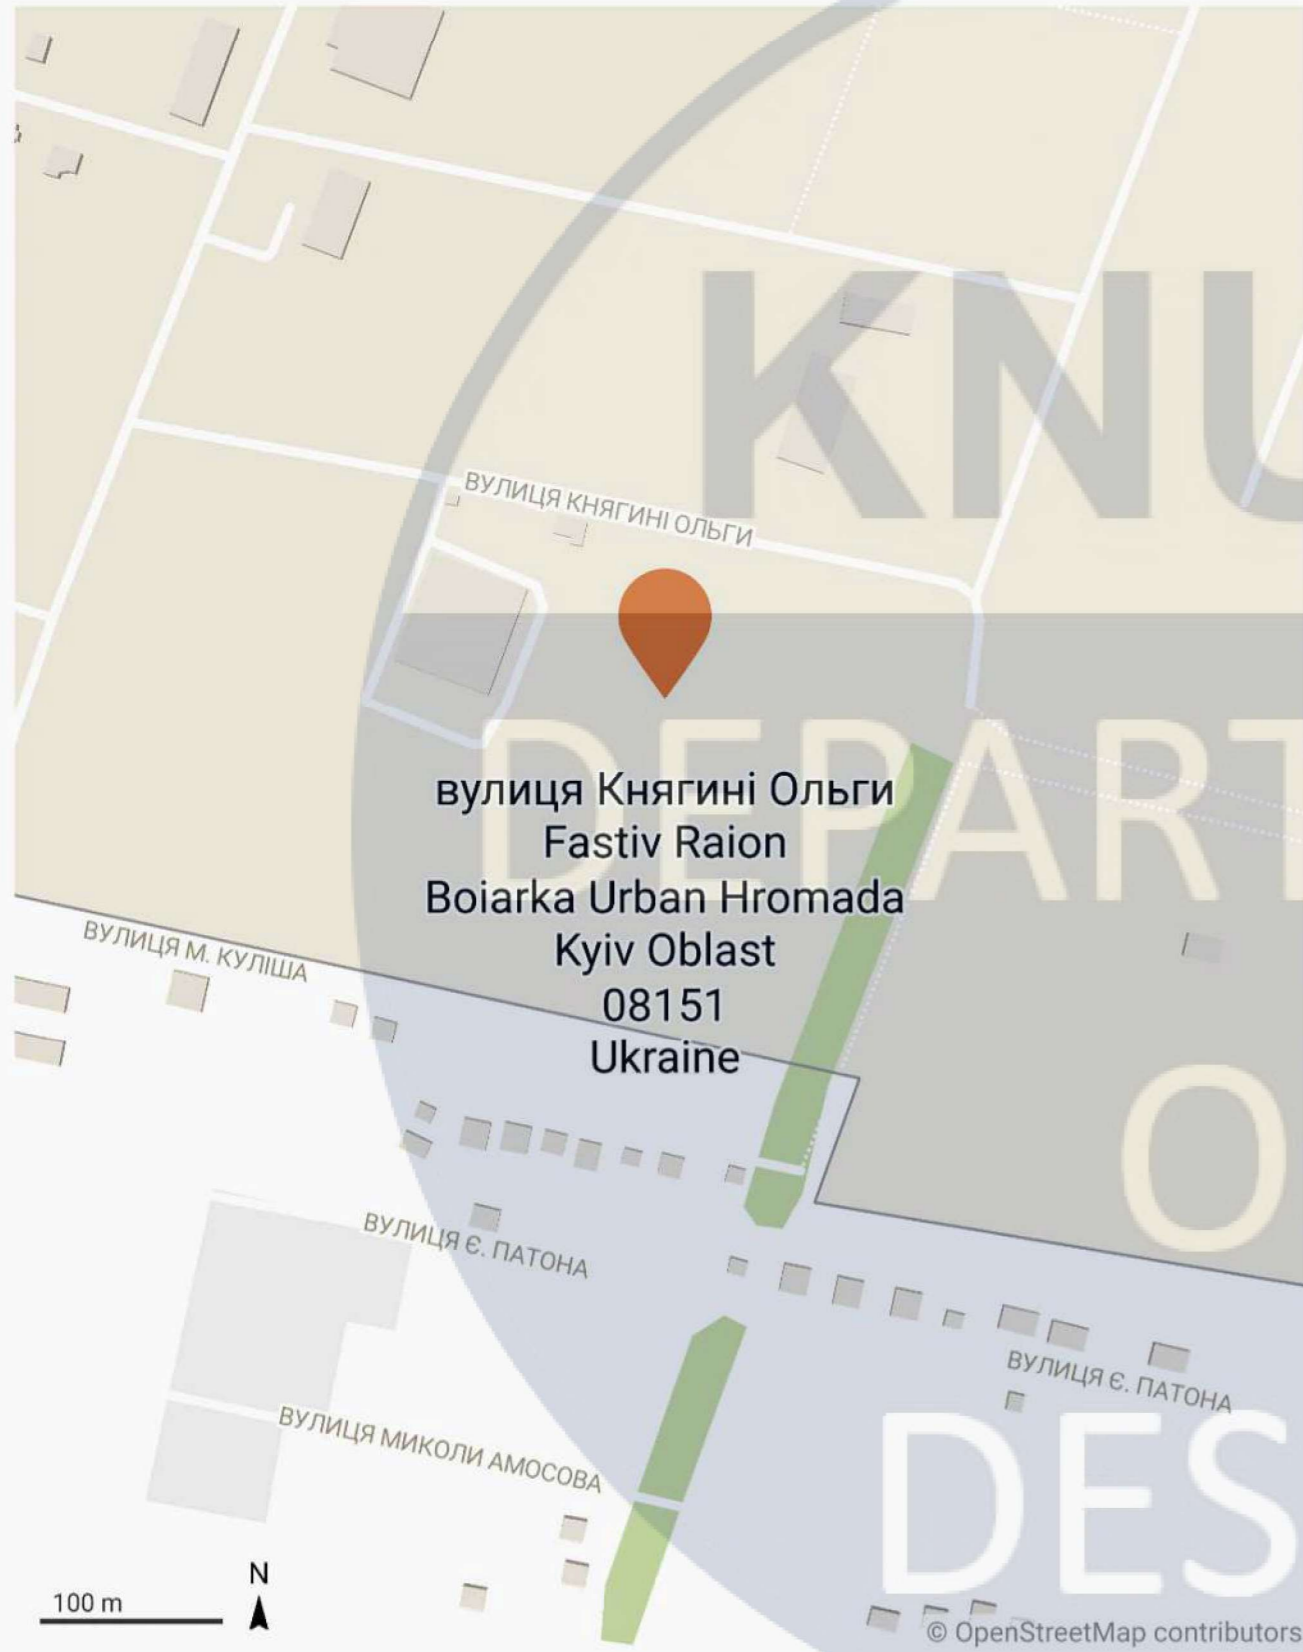 KNU
ВУЛИЦЯ КНЯГИНІ ОЛЬГИ
DEPART
вулиця Княгині Ольги
Fastiv Raion
Boiarka Urban Hromada
Kyiv Oblast
08151
Ukraine
ВУЛИЦЯ М. КУЛІША
O
ВУЛИЦЯ Є. ПАТОНА
ВУЛИЦЯ Є. ПАТОНА
ВУЛИЦЯ МИКОЛИ АМОСОВА
DES
N
100 m
© OpenStreetMap contributors